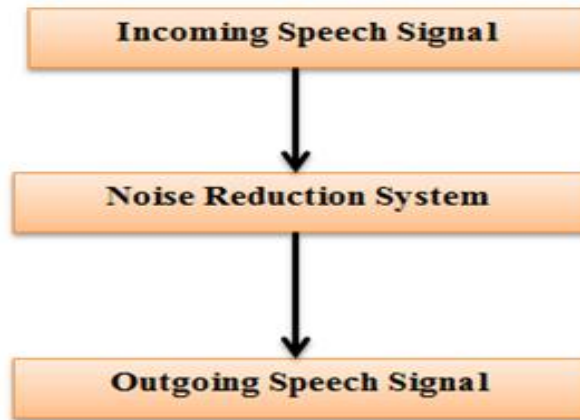 Incoming Speech Signal
Noise Reduction System
Outgoing Speech Signal